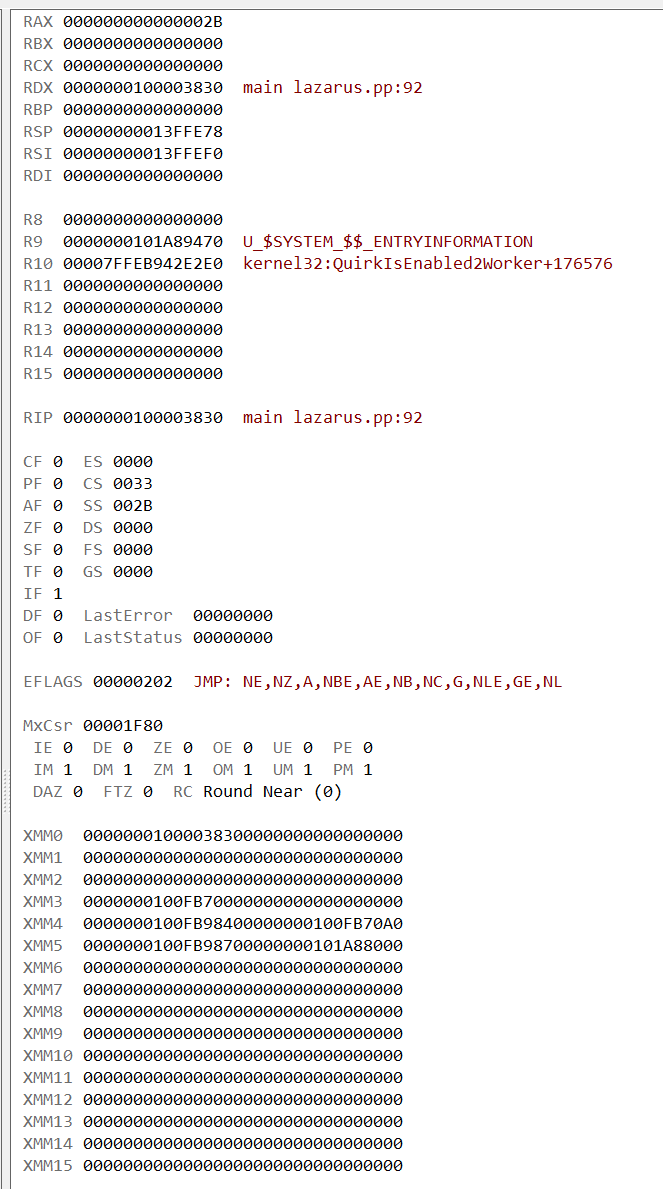 RAX 000000000000002B
RBX 0000000000000000
RCX 0000000000000000
RDX 0000000100003830 main lazarus.pp:92
RBP 0000000000000000
RSP 00000000013FFE78
RSI 00000000013FFEF0
RDI 0000000000000000
R8 0000000000000000
R9 0000000101A89470 U_$SYSTEM_$$_ENTRYINFORMATION
R10 00007FFEB942E2E0 kernel32:QuirkIsEnabled2Worker+176576
R11 0000000000000000
R12 0000000000000000
R13 0000000000000000
R14 0000000000000000
R15 0000000000000000
RIP 0000000100003830 main lazarus.pp:92
CF 0 ES 0000
PF 0 CS 0033
AF 0 SS 002B
ZF 0 DS 0000
SF 0 FS 0000
TF 0 GS 0000
IF 1
DF 0 LastError 00000000
OF 0 LastStatus 00000000
EFLAGS 00000202 JMP: NE,NZ,A,NBE,AE,NB,NC,G,NLE,GE,NL
MxCsr 00001F80
IE 0 DE 0 ZE 0 OE 0 UE 0 PE 0
IM 1 DM 1 ZM 1 OM 1 UM 1 PM 1
DAZ 0 FTZ 0 RC Round Near (0)
XMM0 00000001000038300000000000000000
XMM1 00000000000000000000000000000000
XMM2 00000000000000000000000000000000
XMM3 0000000100FB70000000000000000000
XMM4 0000000100FB98400000000100FB70A0
XMM5 0000000100FB98700000000101A88000
XMM6 00000000000000000000000000000000
XMM7 00000000000000000000000000000000
XMM8 00000000000000000000000000000000
XMM9 00000000000000000000000000000000
XMM10 00000000000000000000000000000000
XMM11 00000000000000000000000000000000
XMM12 00000000000000000000000000000000
XMM13 00000000000000000000000000000000
XMM14 00000000000000000000000000000000
XMM15 00000000000000000000000000000000